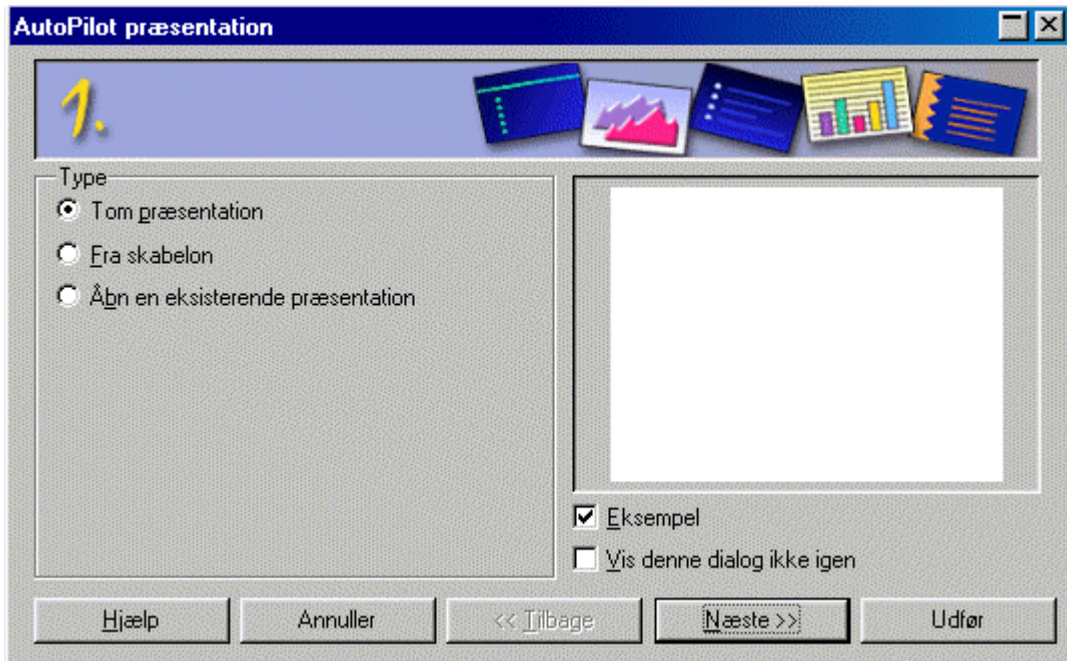 AutoPilot præsentation
1.
Type
Tom præsentation
Fra skabelon
Åbn en eksisterende præsentation
Eksempel
Vis denne dialog ikke igen
Hjælp Annuller << Tilbage Næste >> Udfør